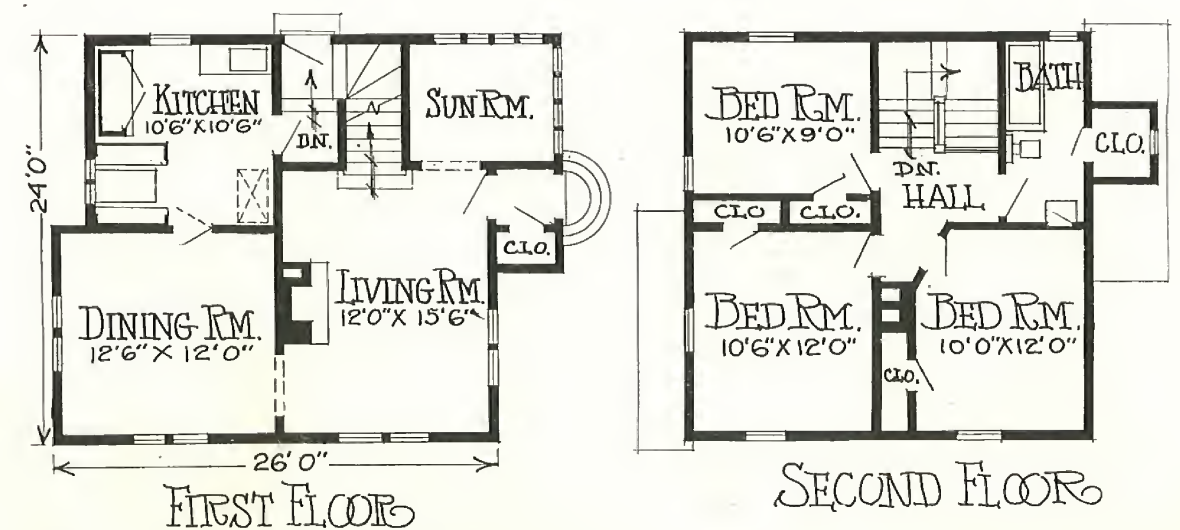 KITCHEN
10'6"X10'6"
DN.
SUN RM.
24'0"
C.L.O.
DINING RM.
12'6" X 12'0"
LIVING RM.
12'0"X 15'6"
26'0"
FIRST FLOOR
BED RM.
10'6"X9'0"
BATH
CLO.
DN.
HALL
CLO
CLO.
BED RM.
10'6"X12'0"
BED RM.
10'0"X12'0"
CLO.
SECOND FLOOR